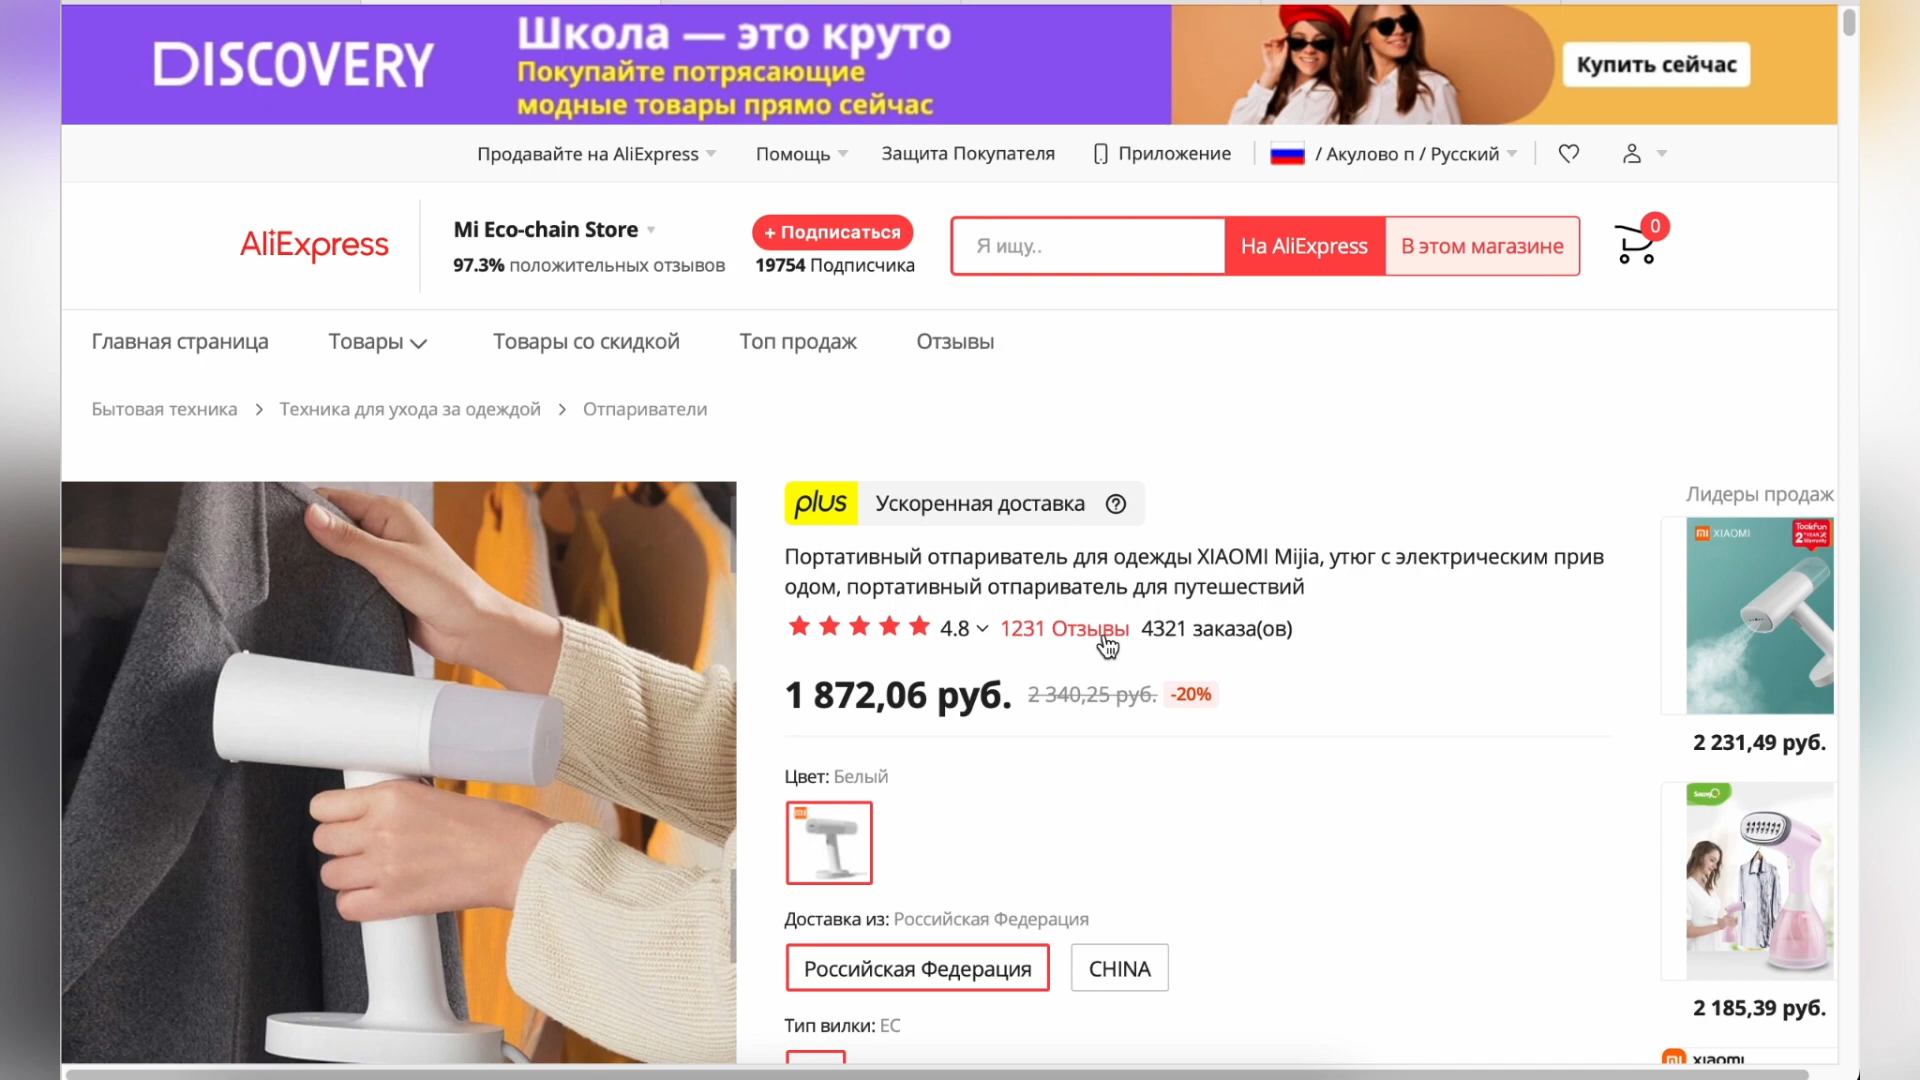 DISCOVERY
Школа — это круто
Покупайте потрясающие
модные товары прямо сейчас
Купить сейчас
Продавайте на AliExpress
Помощь
Защита Покупателя
Приложение
/ Акулово п / Русский
AliExpress
Mi Eco-chain Store
97.3% положительных отзывов
+ Подписаться
19754 Подписчика
Я ищу..
На AliExpress
В этом магазине
0
Главная страница
Товары
Товары со скидкой
Топ продаж
Отзывы
Бытовая техника > Техника для ухода за одеждой > Отпариватели
plus
Ускоренная доставка
Портативный отпариватель для одежды XIAOMI Mijia, утюг с электрическим прив
одом, портативный отпариватель для путешествий
4.8
1231 Отзывы
4321 заказа(ов)
1 872,06 руб.
2 340,25 руб.
-20%
Цвет: Белый
Доставка из: Российская Федерация
Российская Федерация
CHINA
Тип вилки: EC
Лидеры продаж
XIAOMI
2 231,49 руб.
2 185,39 руб.